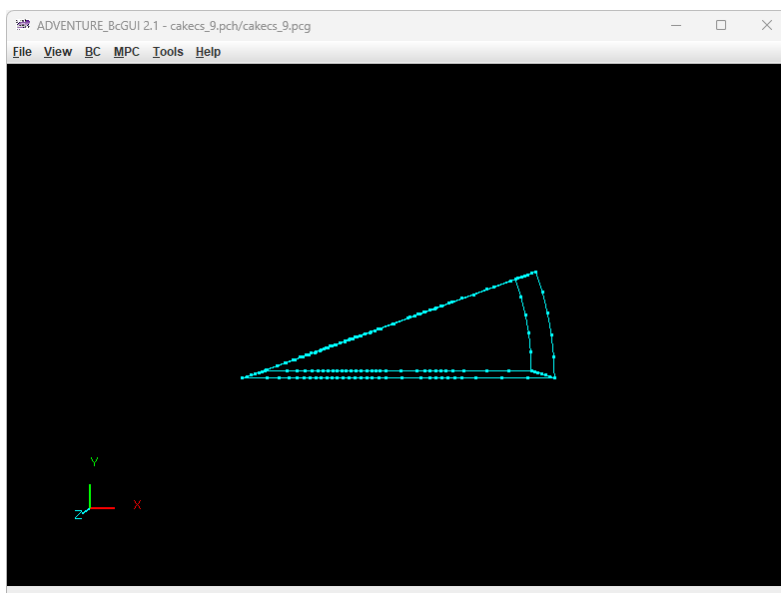 ADVENTURE_BcGUI 2.1 - cakecs_9.pch/cakecs_9.pcg
File View BC MPC Tools Help
Y
X
Z